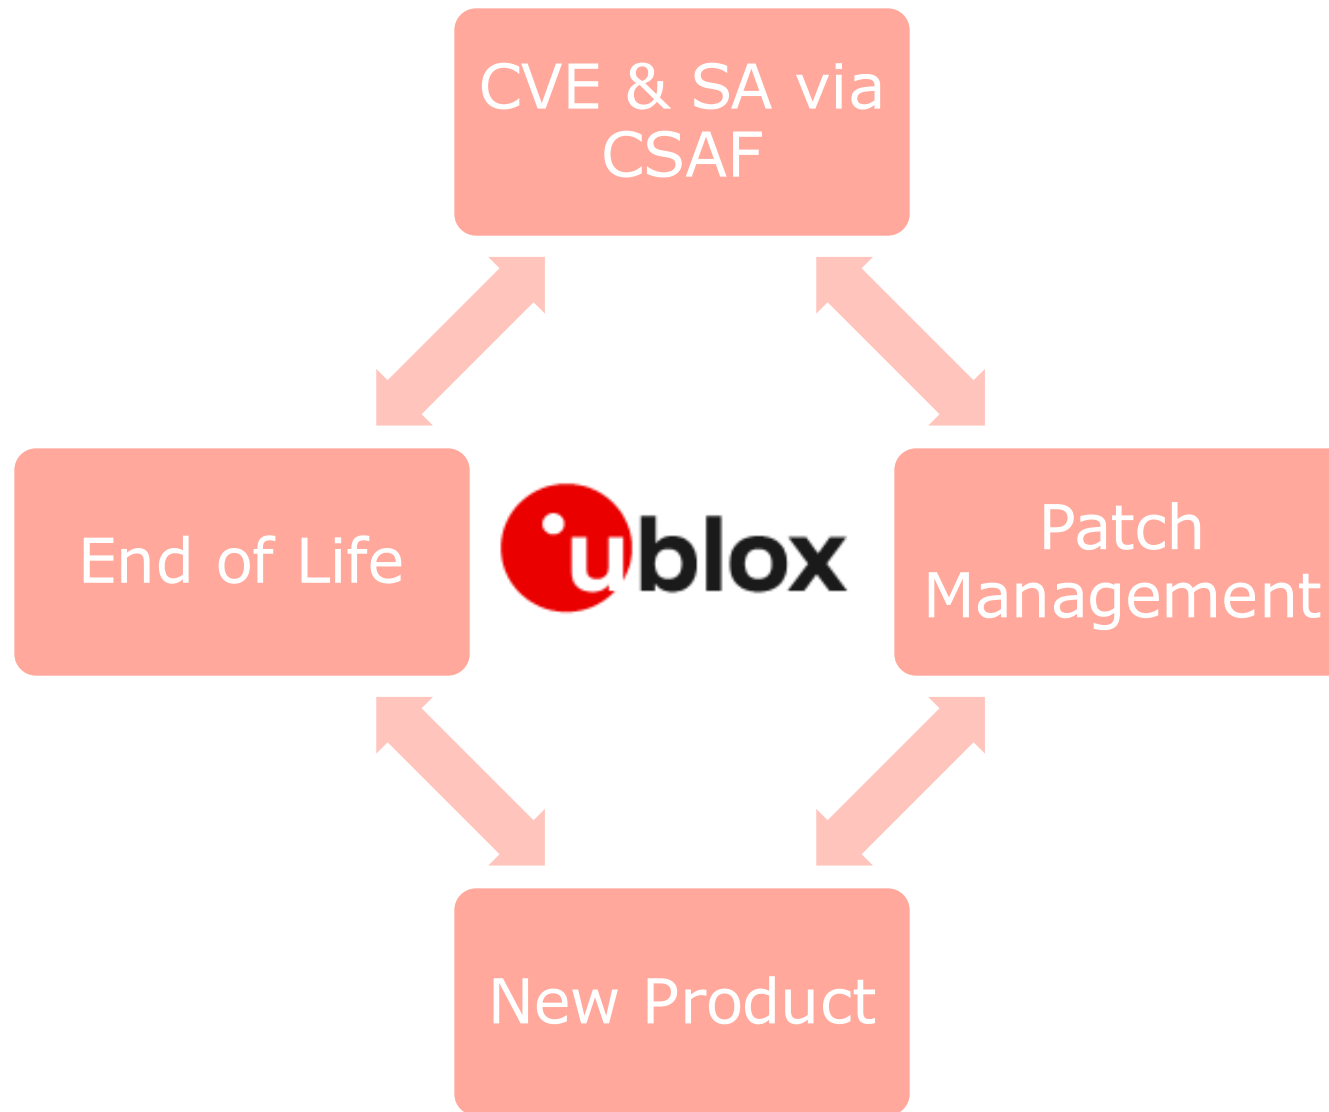 CVE & SA via
CSAF
End of Life
ublox
Patch
Management
New Product